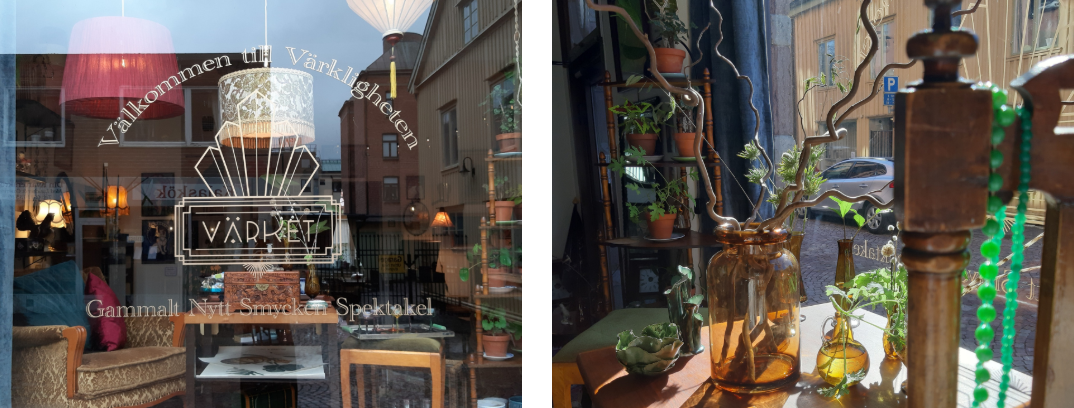 Välkommen till Värkligheten
VÄRKET
Gammalt Nytt Smycken Spektakel
P